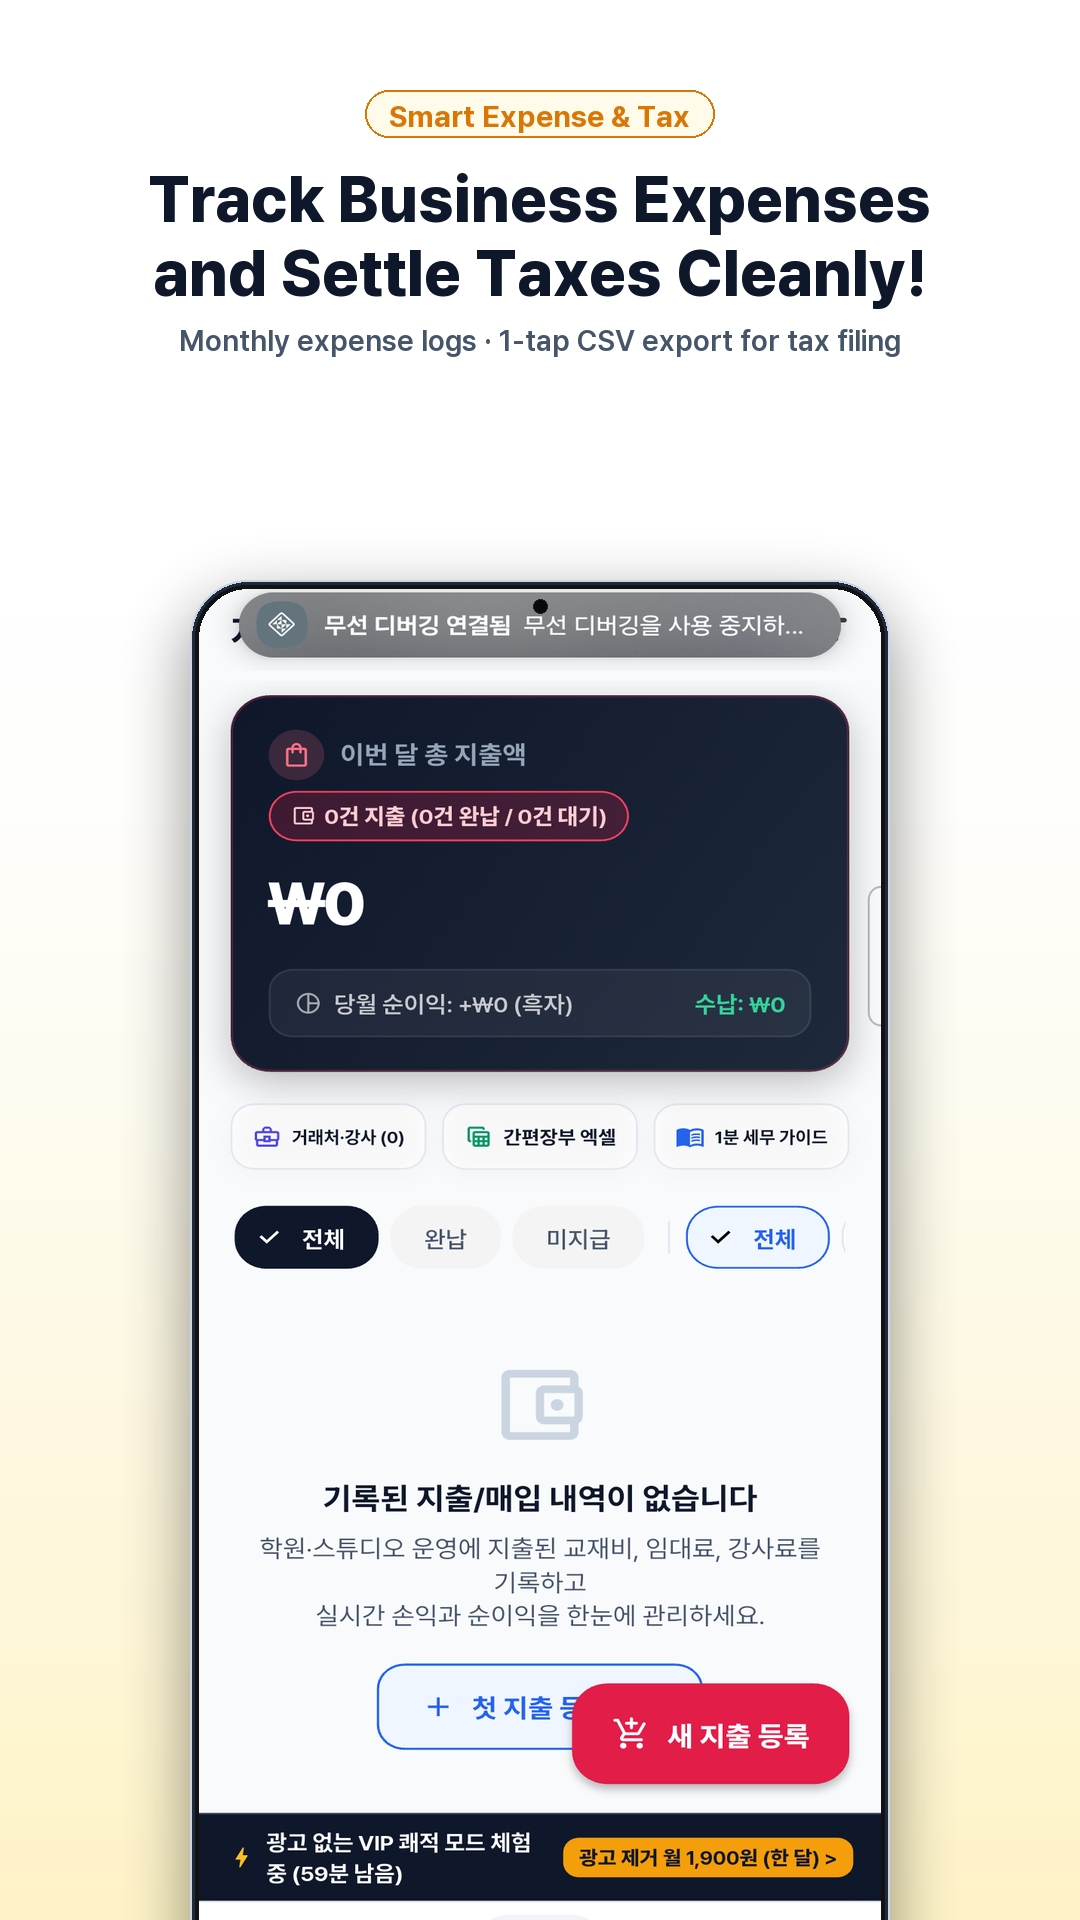 Smart Expense & Tax
Track Business Expenses
and Settle Taxes Cleanly!
Monthly expense logs · 1-tap CSV export for tax filing
무선 디버깅 연결됨 무선 디버깅을 사용 중지하...
이번 달 총 지출액
0건 지출 (0건 완납 / 0건 대기)
₩0
당월 순이익: +₩0 (흑자)
수납: ₩0
거래처·강사 (0)
간편장부 엑셀
1분 세무 가이드
전체
완납
미지급
전체
기록된 지출/매입 내역이 없습니다
학원·스튜디오 운영에 지출된 교재비, 임대료, 강사료를
기록하고
실시간 손익과 순이익을 한눈에 관리하세요.
첫 지출
새 지출 등록
광고 없는 VIP 쾌적 모드 체험
중 (59분 남음)
광고 제거 월 1,900원 (한 달) >